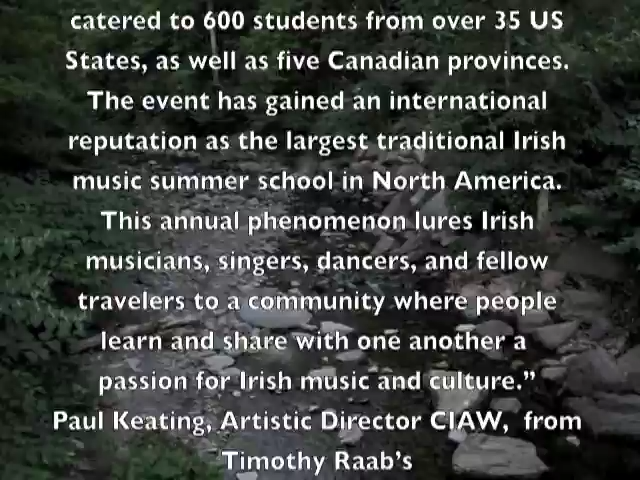 catered to 600 students from over 35 US
States, as well as five Canadian provinces.
The event has gained an international
reputation as the largest traditional Irish
music summer school in North America.
This annual phenomenon lures Irish
musicians, singers, dancers, and fellow
travelers to a community where people
learn and share with one another a
passion for Irish music and culture.”
Paul Keating, Artistic Director CIAW, from
Timothy Raab’s